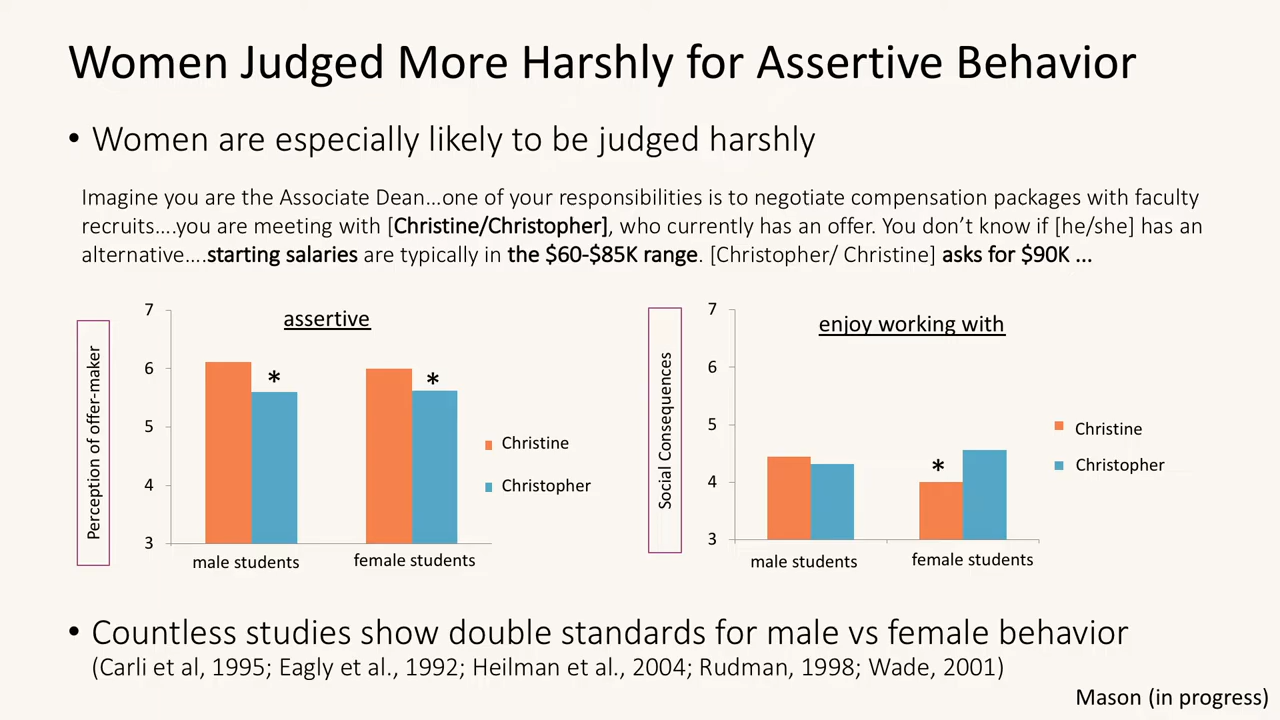 Women Judged More Harshly for Assertive Behavior
• Women are especially likely to be judged harshly
Imagine you are the Associate Dean…one of your responsibilities is to negotiate compensation packages with faculty
recruits….you are meeting with [Christine/Christopher], who currently has an offer. You don’t know if [he/she] has an
alternative….starting salaries are typically in the $60-$85K range. [Christopher/ Christine] asks for $90K ...
Perception of offer-maker
assertive
7
6
5
4
3
*
*
male students
female students
Christine
Christopher
Social Consequences
enjoy working with
7
6
5
4
3
*
male students
female students
Christine
Christopher
• Countless studies show double standards for male vs female behavior
(Carli et al, 1995; Eagly et al., 1992; Heilman et al., 2004; Rudman, 1998; Wade, 2001)
Mason (in progress)